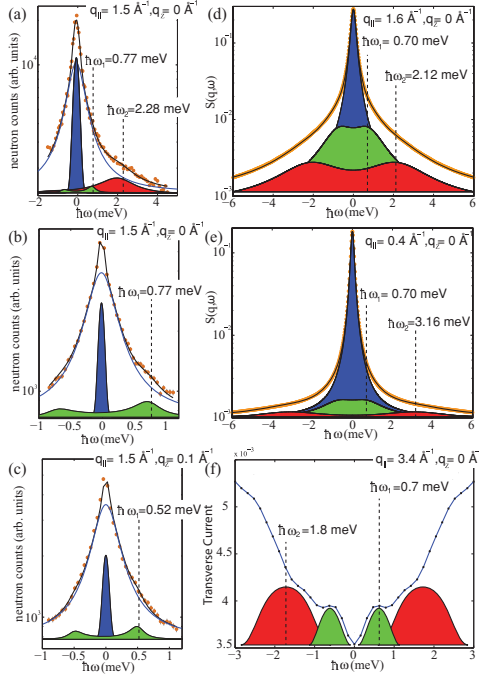 (a) q||= 1.5 Å⁻¹,qz= 0 Å⁻¹
ħω1=0.77 meV
ħω2=2.28 meV
neutron counts (arb. units)
10⁴
−2 0 2 4
ħω(meV)
(b) q||= 1.5 Å⁻¹,qz= 0 Å⁻¹
ħω1=0.77 meV
neutron counts (arb. units)
10³
−1 −0.5 0 0.5 1
ħω(meV)
(c) q||= 1.5 Å⁻¹,qz= 0.1 Å⁻¹
ħω1=0.52 meV
neutron counts (arb. units)
10³
−1 −0.5 0 0.5 1
ħω(meV)
(d) q||= 1.6 Å⁻¹,qz= 0 Å⁻¹
ħω1= 0.70 meV
ħω2= 2.12 meV
S(q,ω)
10⁻¹
10⁻²
10⁻³
−6 −4 −2 0 2 4 6
ħω(meV)
(e) q||= 0.4 Å⁻¹,qz= 0 Å⁻¹
ħω1= 0.70 meV
ħω2= 3.16 meV
S(q,ω)
10⁻¹
10⁻²
10⁻³
−6 −4 −2 0 2 4 6
ħω(meV)
x 10⁻³
(f) q||= 3.4 Å⁻¹,qz= 0 Å⁻¹
ħω1=0.7 meV
ħω2= 1.8 meV
Transverse Current
5
4.5
4
3.5
−3 −2 −1 0 1 2 3
ħω(meV)